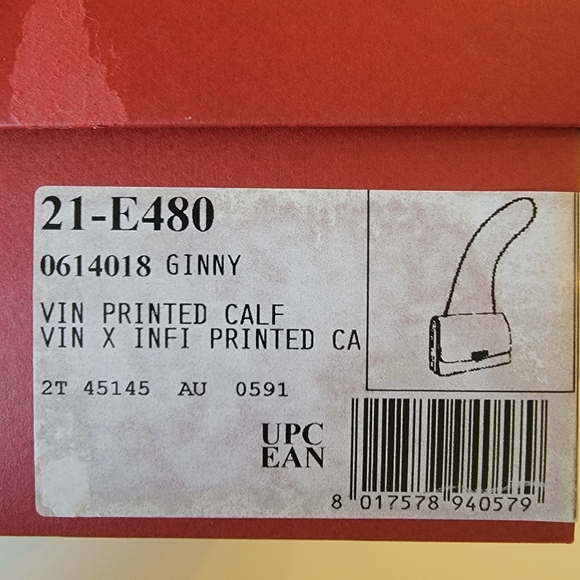 21-E480
0614018 GINNY
VIN PRINTED CALF
VIN X INFI PRINTED CA
2T 45145 AU 0591
UPC
EAN
8 017578 940579